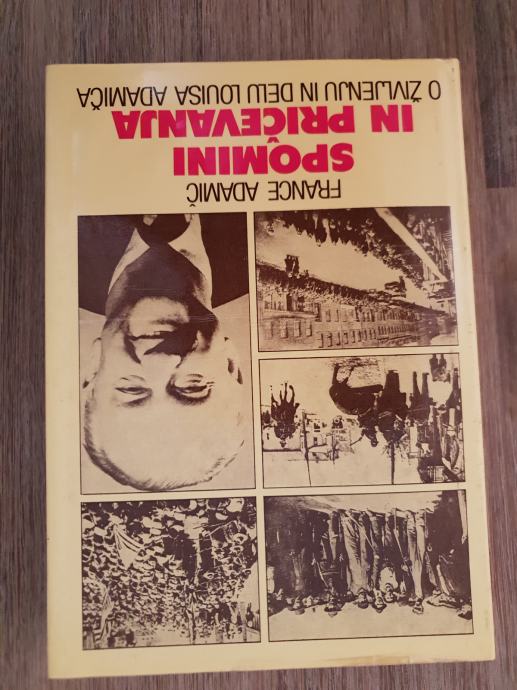 FRANCE ADAMIČ
SPOMINI
IN PRIČEVANJA
O ŽIVLJENJU IN DELU LOUISA ADAMIČA